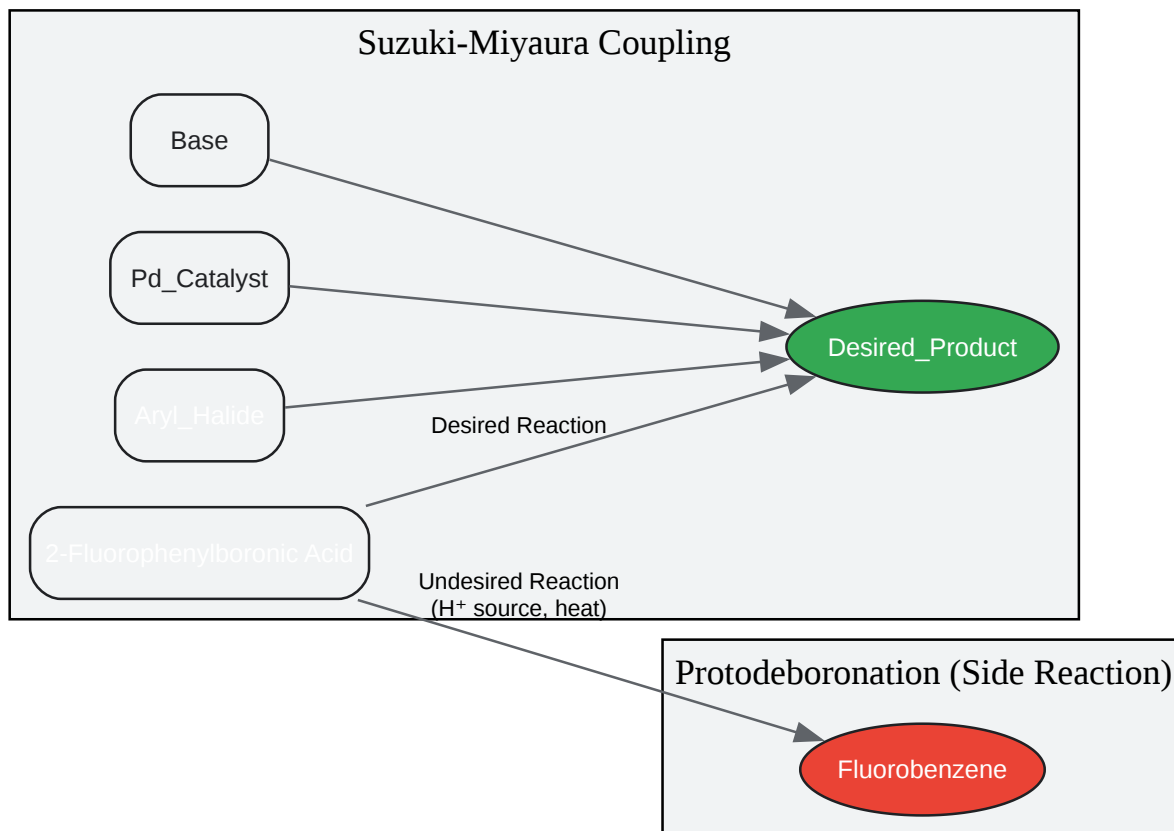 Suzuki-Miyaura Coupling
Base
Pd_Catalyst
Desired_Product
Aryl_Halide
Desired Reaction
2-Fluorophenylboronic Acid
Undesired Reaction
(H⁺ source, heat)
Protodeboronation (Side Reaction)
Fluorobenzene